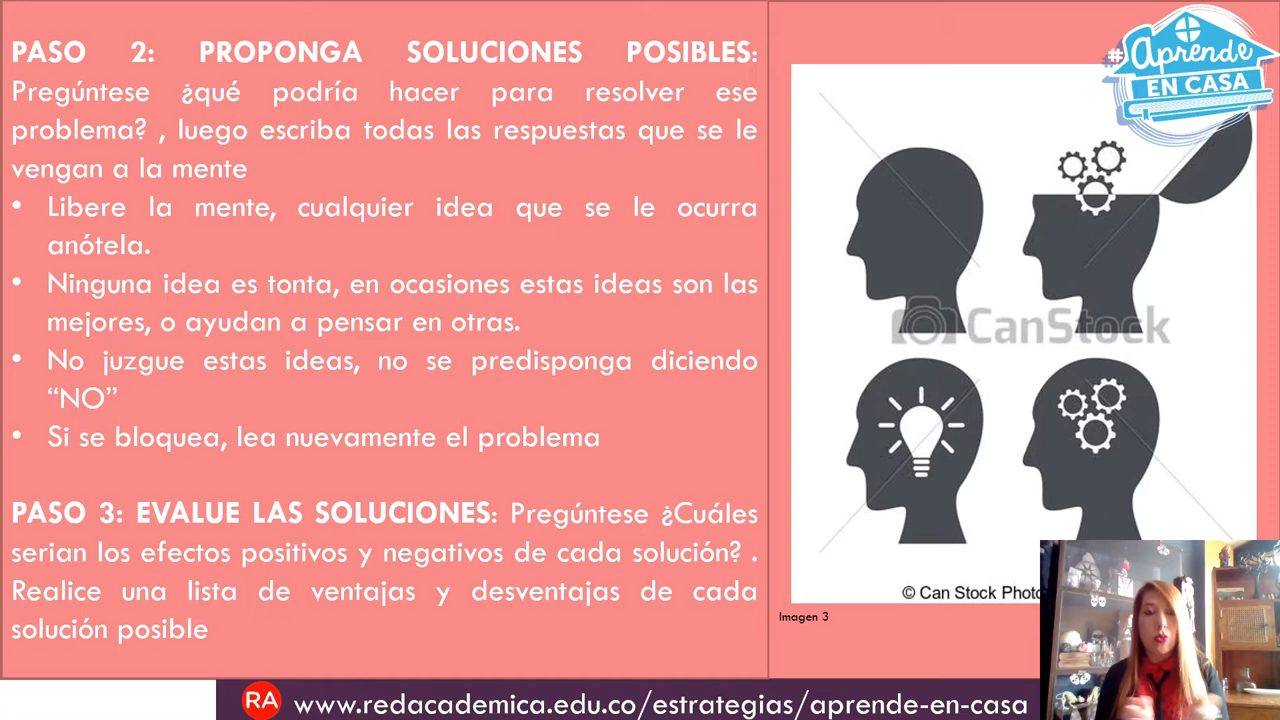 PASO 2: PROPONGA SOLUCIONES POSIBLES:
Pregúntese ¿qué podría hacer para resolver ese
problema? , luego escriba todas las respuestas que se le
vengan a la mente
• Libere la mente, cualquier idea que se le ocurra
anótela.
• Ninguna idea es tonta, en ocasiones estas ideas son las
mejores, o ayudan a pensar en otras.
• No juzgue estas ideas, no se predisponga diciendo
“NO”
• Si se bloquea, lea nuevamente el problema
PASO 3: EVALUE LAS SOLUCIONES: Pregúntese ¿Cuáles
serian los efectos positivos y negativos de cada solución? .
Realice una lista de ventajas y desventajas de cada
solución posible
#Aprende
EN CASA
CanStock
© Can Stock Photo
Imagen 3
RA www.redacademica.edu.co/estrategias/aprende-en-casa